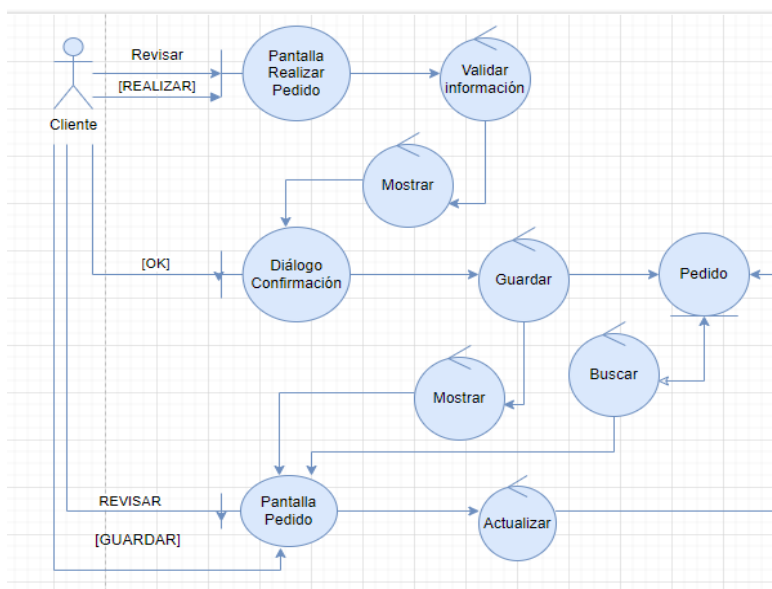 Revisar
[REALIZAR]
Cliente
Pantalla
Realizar
Pedido
Validar
información
Mostrar
[OK]
Diálogo
Confirmación
Guardar
Pedido
Buscar
Mostrar
REVISAR
[GUARDAR]
Pantalla
Pedido
Actualizar